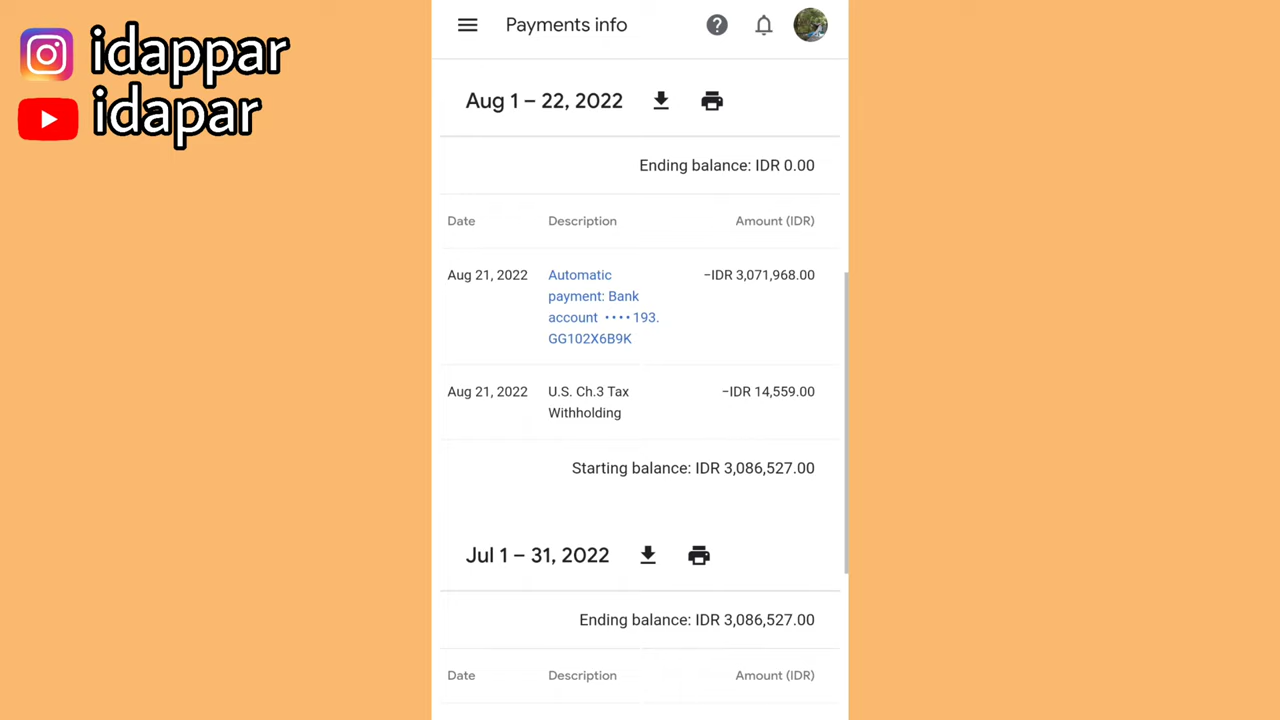 idappar
idapar
Payments info
Aug 1 – 22, 2022
Ending balance: IDR 0.00
Date Description Amount (IDR)
Aug 21, 2022 Automatic −IDR 3,071,968.00
payment: Bank
account ••••193.
GG102X6B9K
Aug 21, 2022 U.S. Ch.3 Tax −IDR 14,559.00
Withholding
Starting balance: IDR 3,086,527.00
Jul 1 – 31, 2022
Ending balance: IDR 3,086,527.00
Date Description Amount (IDR)